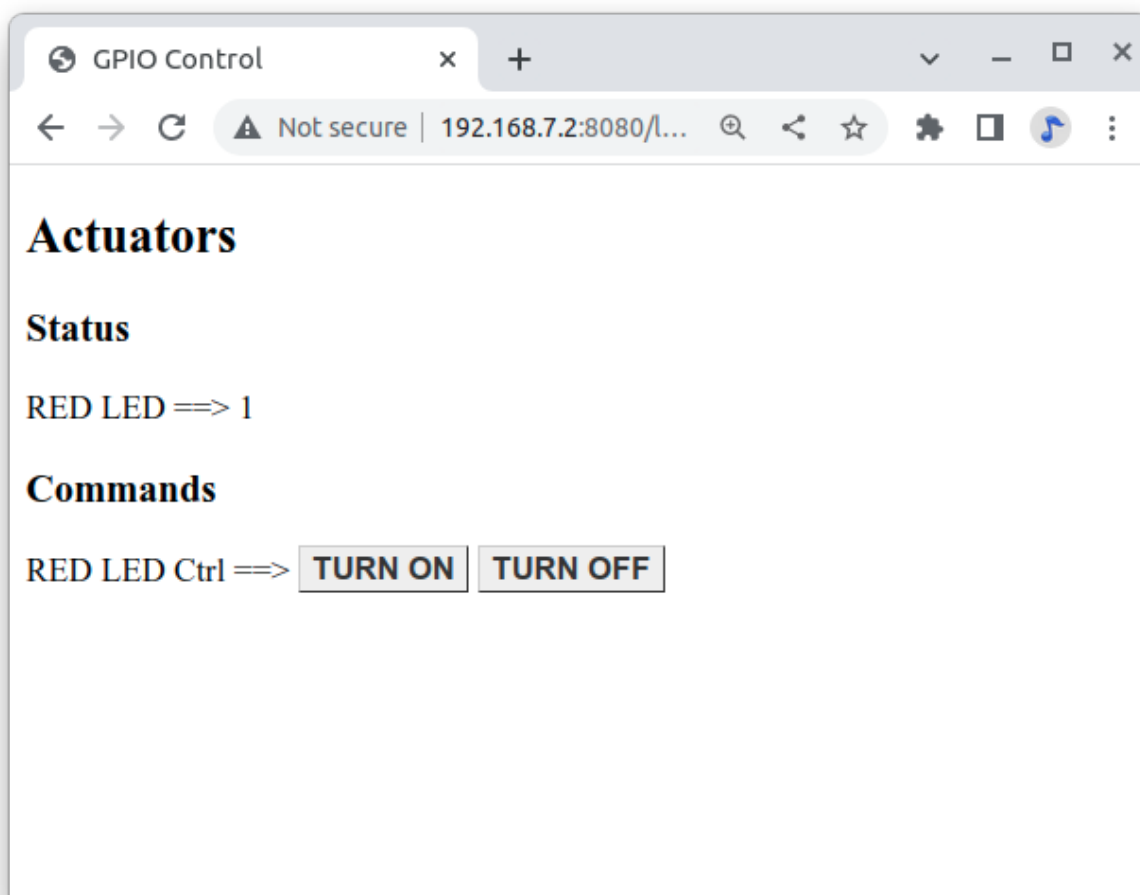 GPIO Control
Not secure | 192.168.7.2:8080/l...
Actuators
Status
RED LED ==> 1
Commands
RED LED Ctrl ==> TURN ON TURN OFF